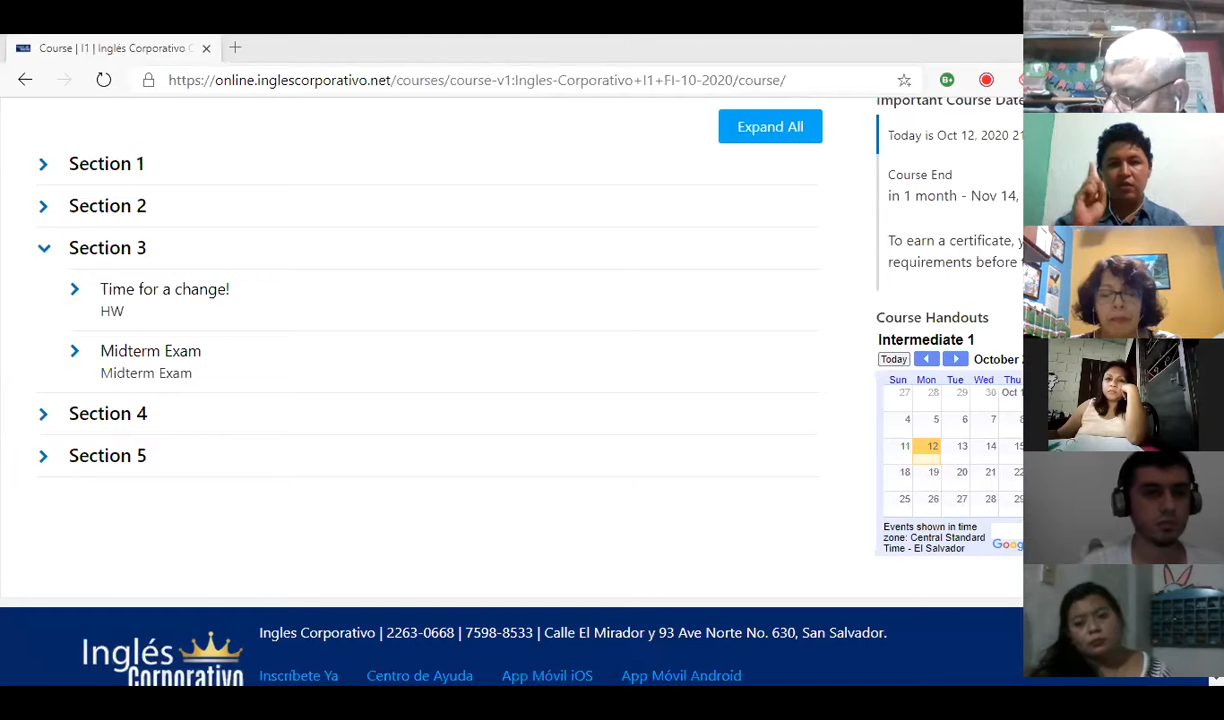 Course | I1 | Inglés Corporativo
https://online.inglescorporativo.net/courses/course-v1:Ingles-Corporativo+I1+FI-10-2020/course/
Important Course Date
Expand All
Today is Oct 12, 2020 21
Section 1
Course End
in 1 month - Nov 14,
Section 2
Section 3
To earn a certificate, y
requirements before
Time for a change!
HW
Course Handouts
Intermediate 1
Today October 2
Midterm Exam
Midterm Exam
Sun Mon Tue Wed Thu
27 28 29 30 Oct 1
4 5 6 7
Section 4
11 12 13 14 15
Section 5
18 19 20 21 22
25 26 27 28 29
Events shown in time
zone: Central Standard
Time - El Salvador
Goog
Ingles Corporativo | 2263-0668 | 7598-8533 | Calle El Mirador y 93 Ave Norte No. 630, San Salvador.
Inglés
Corporativo
Inscríbete Ya Centro de Ayuda App Móvil iOS App Móvil Android